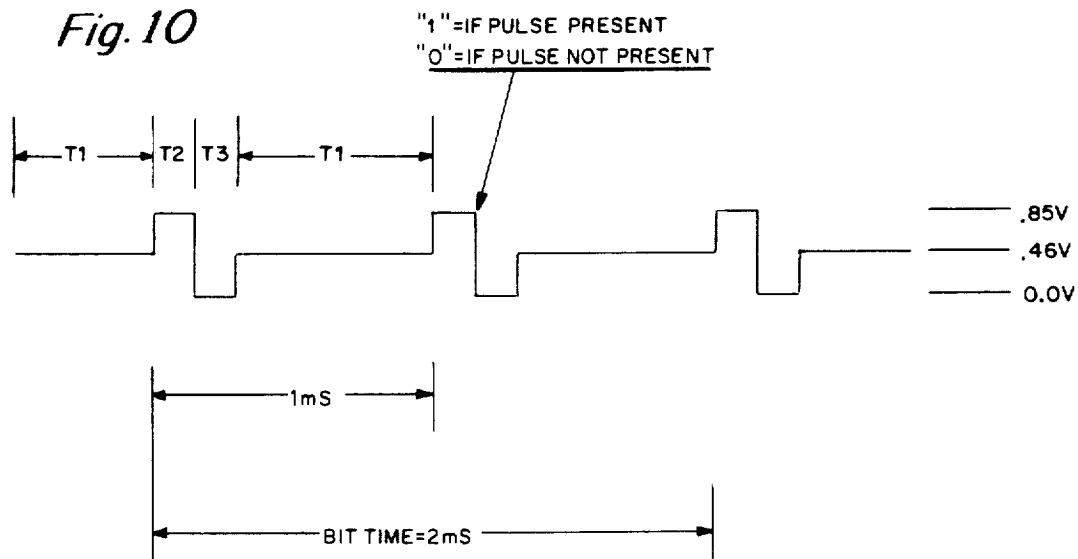 Fig. 10
"1"=IF PULSE PRESENT
"0"=IF PULSE NOT PRESENT
T1 T2 T3 T1
.85V
.46V
0.0V
1mS
BIT TIME=2mS